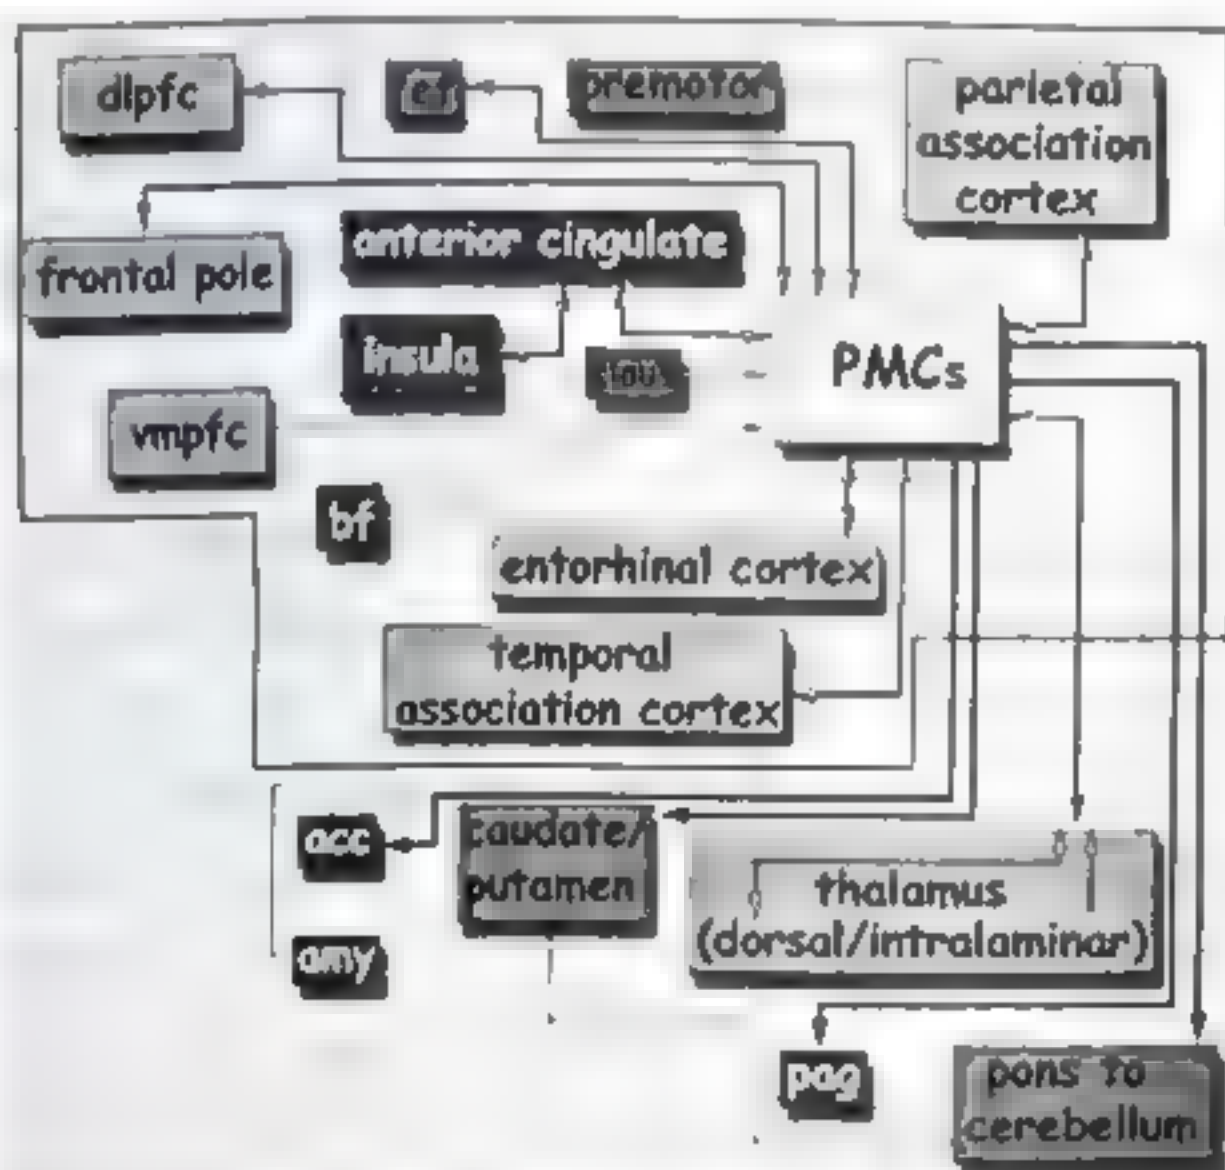 dlpfc
premotor
parietal
association
cortex
frontal pole
anterior cingulate
insula
PMCs
vmpfc
bf
entorhinal cortex
temporal
association cortex
acc
caudate/
putamen
thalamus
(dorsal/intralaminar)
amy
pag
pons to
cerebellum